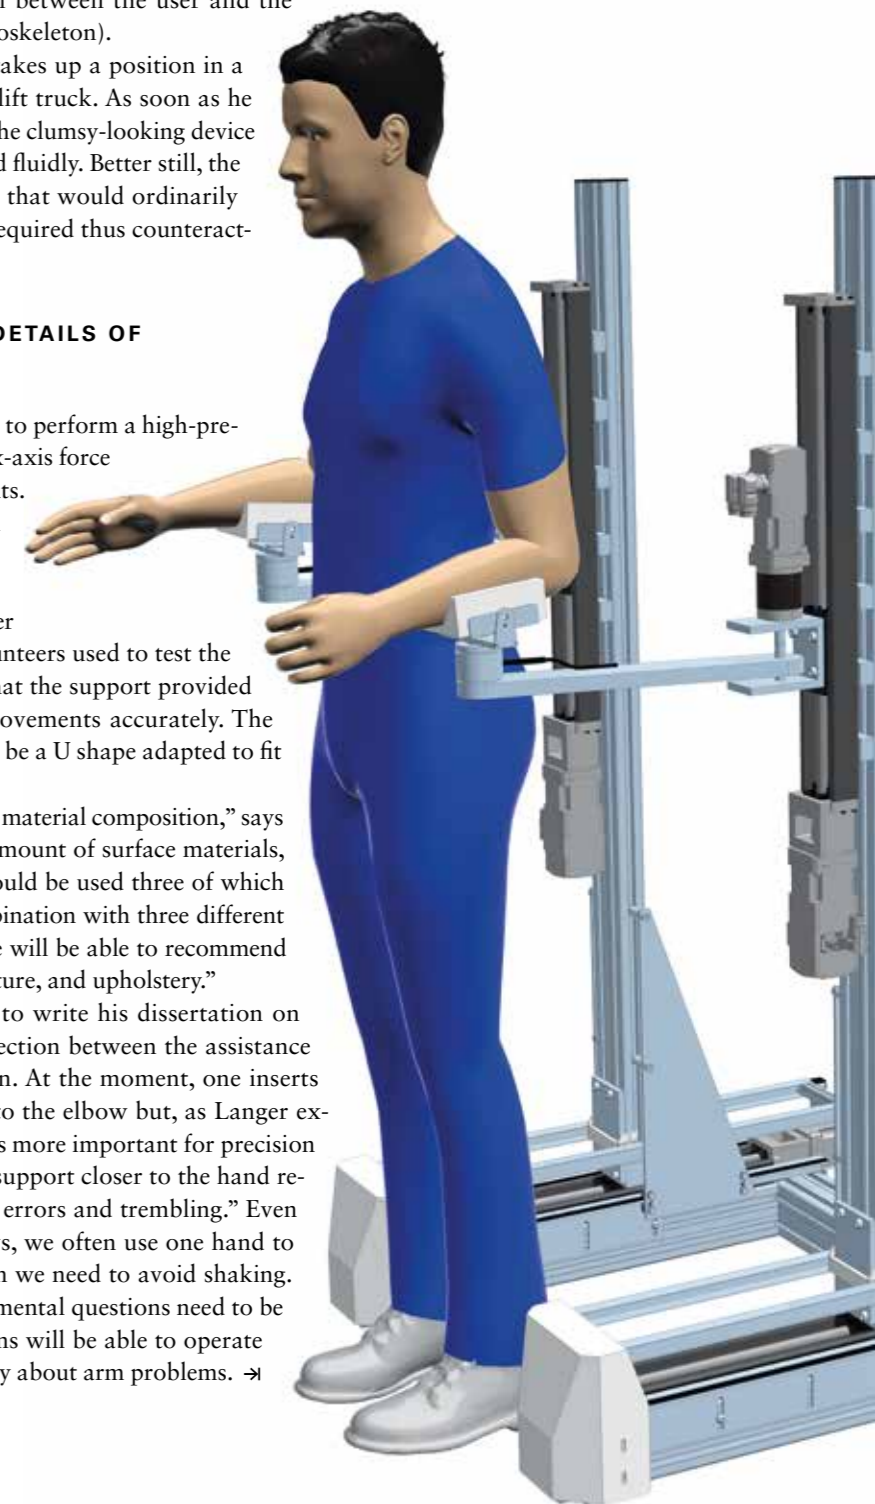 between the user and the
oskeleton).
akes up a position in a
lift truck. As soon as he
he clumsy-looking device
d fluidly. Better still, the
that would ordinarily
equired thus counteract-
DETAILS OF
to perform a high-pre-
x-axis force
ts.
er
unteers used to test the
hat the support provided
ovements accurately. The
be a U shape adapted to fit
material composition,” says
mount of surface materials,
ould be used three of which
bination with three different
e will be able to recommend
ture, and upholstery.”
to write his dissertation on
ection between the assistance
n. At the moment, one inserts
to the elbow but, as Langer ex-
s more important for precision
support closer to the hand re-
errors and trembling.” Even
s, we often use one hand to
n we need to avoid shaking.
mental questions need to be
ns will be able to operate
y about arm problems.